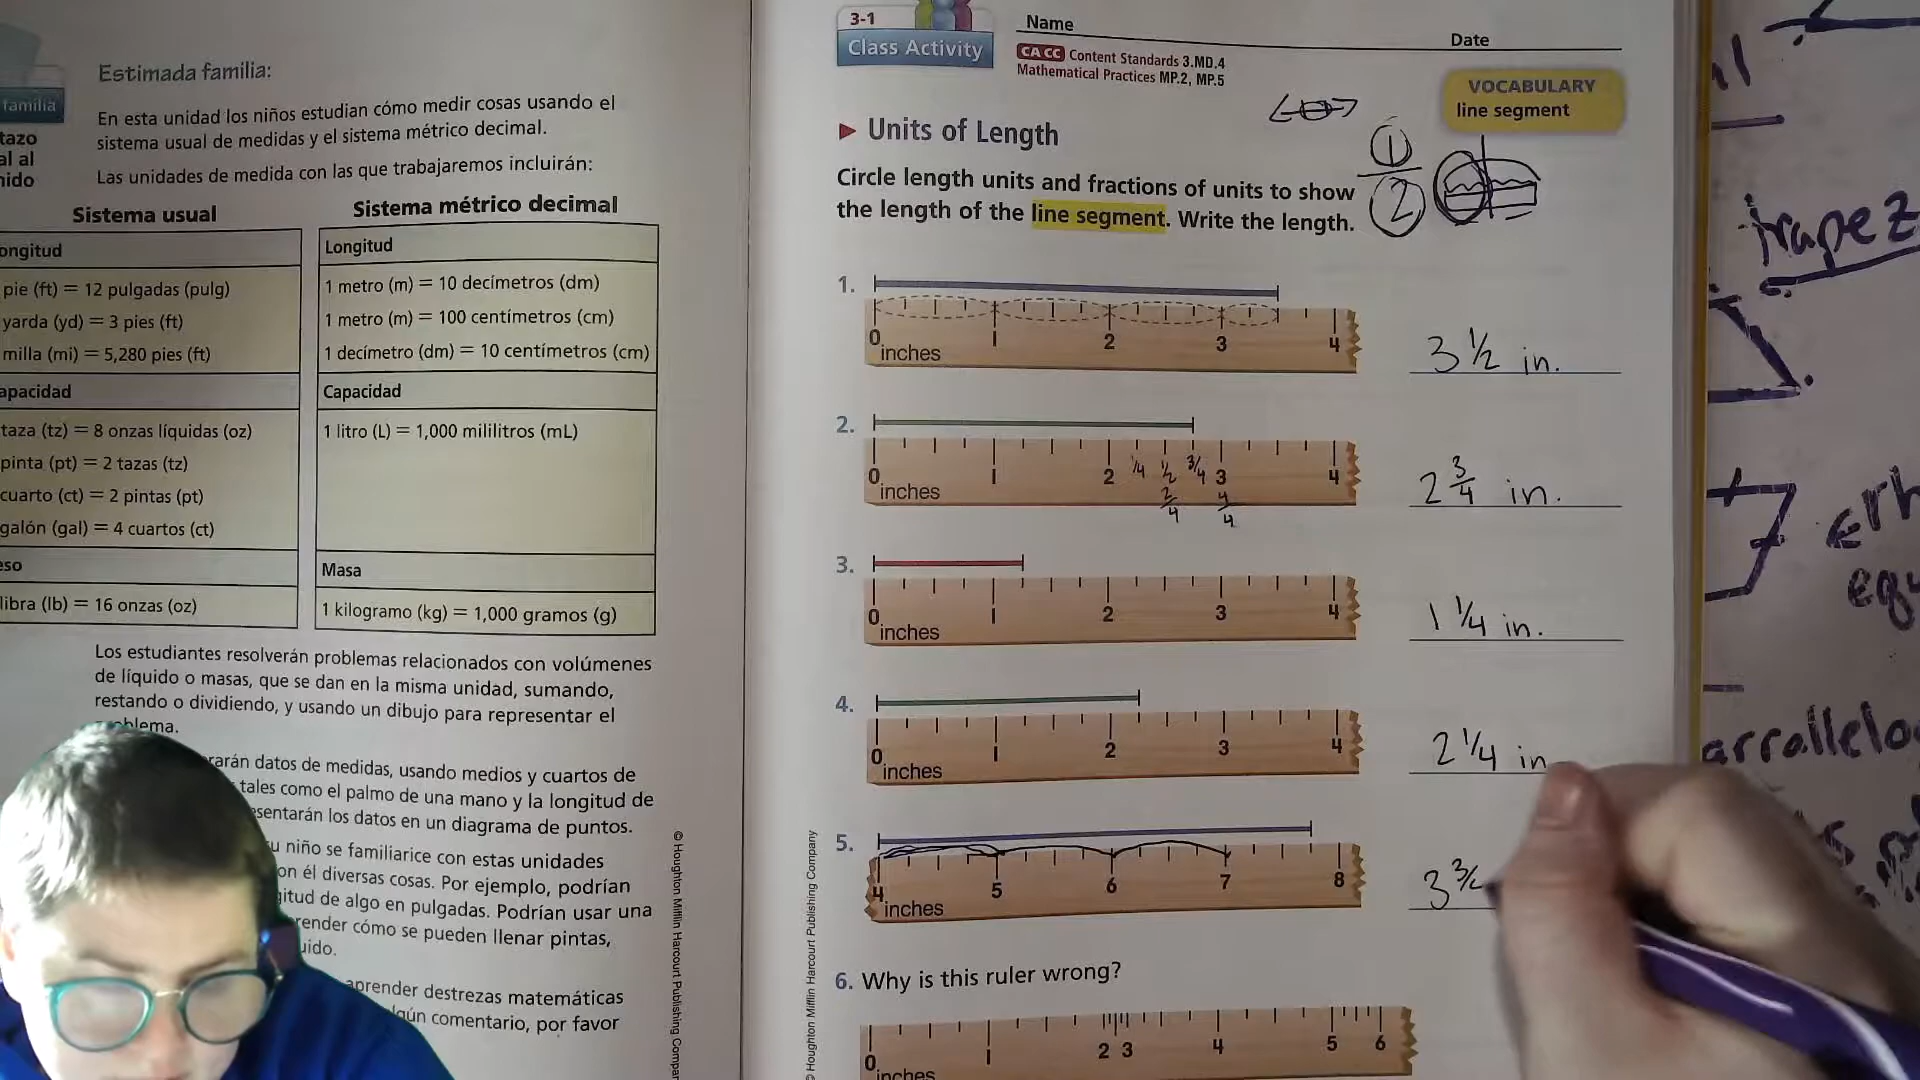 Estimada familia:
familia
En esta unidad los niños estudian cómo medir cosas usando el
sistema usual de medidas y el sistema métrico decimal.
Las unidades de medida con las que trabajaremos incluirán:
Sistema usual
pie (ft) = 12 pulgadas (pulg)
yarda (yd) = 3 pies (ft)
milla (mi) = 5,280 pies (ft)
taza (tz) = 8 onzas líquidas (oz)
pinta (pt) = 2 tazas (tz)
cuarto (ct) = 2 pintas (pt)
galón (gal) = 4 cuartos (ct)
libra (lb) = 16 onzas (oz)
Sistema métrico decimal
Longitud
1 metro (m) = 10 decímetros (dm)
1 metro (m) = 100 centímetros (cm)
1 decímetro (dm) = 10 centímetros (cm)
Capacidad
1 litro (L) = 1,000 mililitros (mL)
Masa
1 kilogramo (kg) = 1,000 gramos (g)
Los estudiantes resolverán problemas relacionados con volúmenes
de líquido o masas, que se dan en la misma unidad, sumando,
restando o dividiendo, y usando un dibujo para representar el
datos de medidas, usando medios y cuartos de
tales como el palmo de una mano y la longitud de
los datos en un diagrama de puntos.
niño se familiarice con estas unidades
on él diversas cosas. Por ejemplo, podrían
de algo en pulgadas. Podrían usar una
cómo se pueden llenar pintas,
aprender destrezas matemáticas
comentario, por favor
© Houghton Mifflin Harcourt Publishing Company
3-1
Class Activity
Name
Date
CA CC Content Standards 3.MD.4
Mathematical Practices MP.2, MP.5
VOCABULARY
line segment
► Units of Length
1
2
Circle length units and fractions of units to show
the length of the line segment. Write the length.
1.
0 1 2 3 4
inches
3 1/2 in.
2.
1/4 1/2 3/4
0 1 2 3 4
inches
2/4 4/4
2 3/4 in.
3.
0 1 2 3 4
inches
1 1/4 in.
4.
0 1 2 3 4
inches
2 1/4 in
5.
4 5 6 7 8
inches
3 3/4
6. Why is this ruler wrong?
0 1 2 3 4 5 6
inches
© Houghton Mifflin Harcourt Publishing Company
trapez